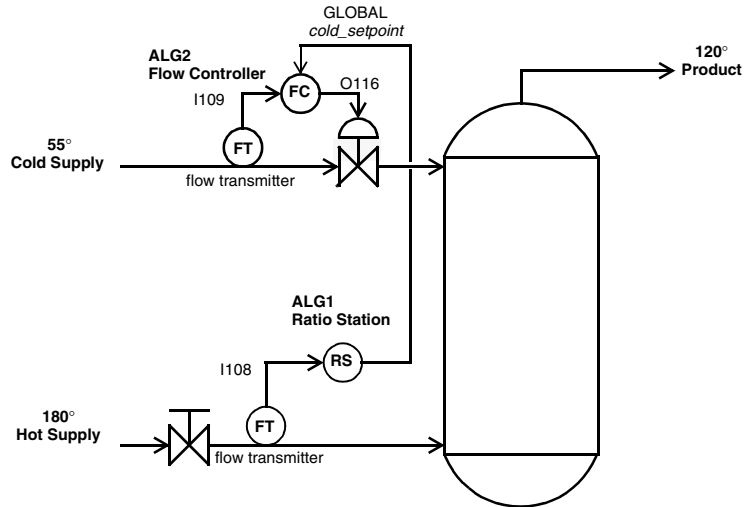 GLOBAL
cold_setpoint
ALG2
Flow Controller
120°
Product
I109
FC
O116
FT
55°
Cold Supply
flow transmitter
ALG1
Ratio Station
I108
RS
180°
Hot Supply
FT
flow transmitter